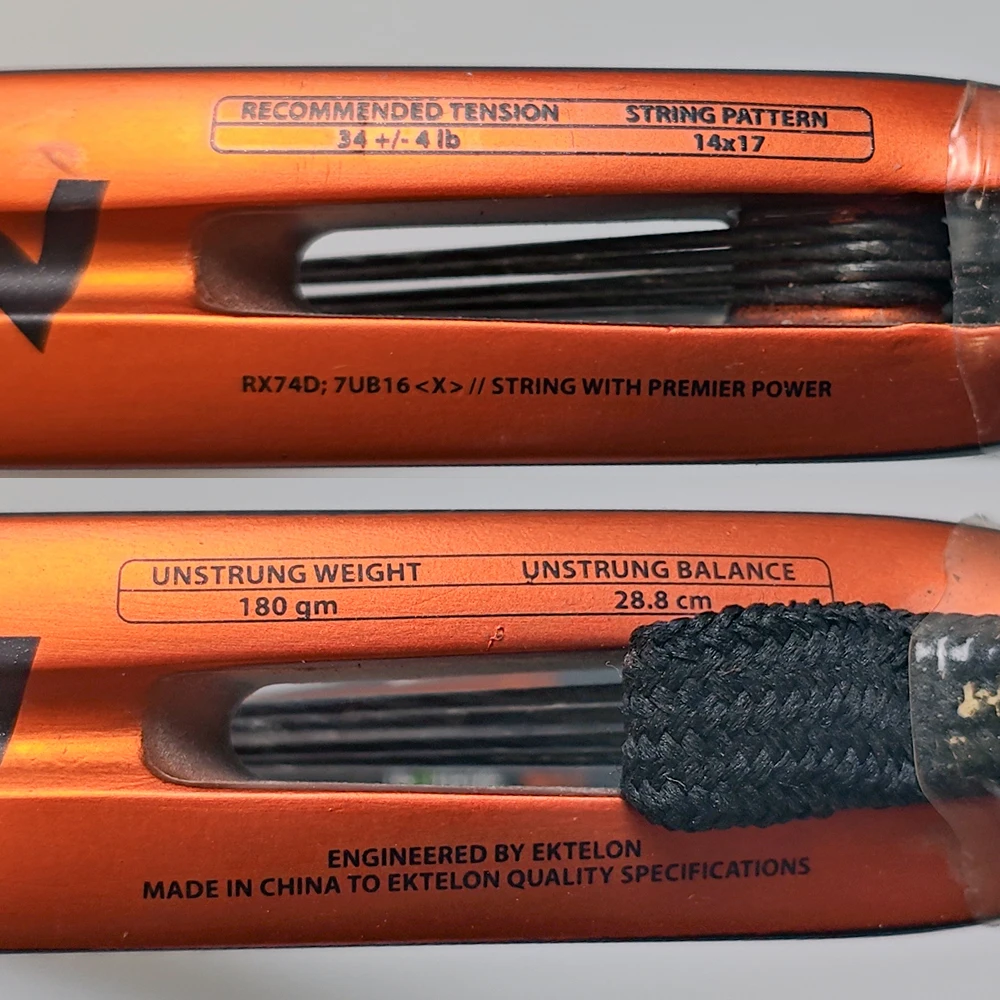 RECOMMENDED TENSION STRING PATTERN
34 +/- 4 lb 14x17
RX74D; 7UB16 <X> // STRING WITH PREMIER POWER
UNSTRUNG WEIGHT UNSTRUNG BALANCE
180 gm 28.8 cm
ENGINEERED BY EKTELON
MADE IN CHINA TO EKTELON QUALITY SPECIFICATIONS